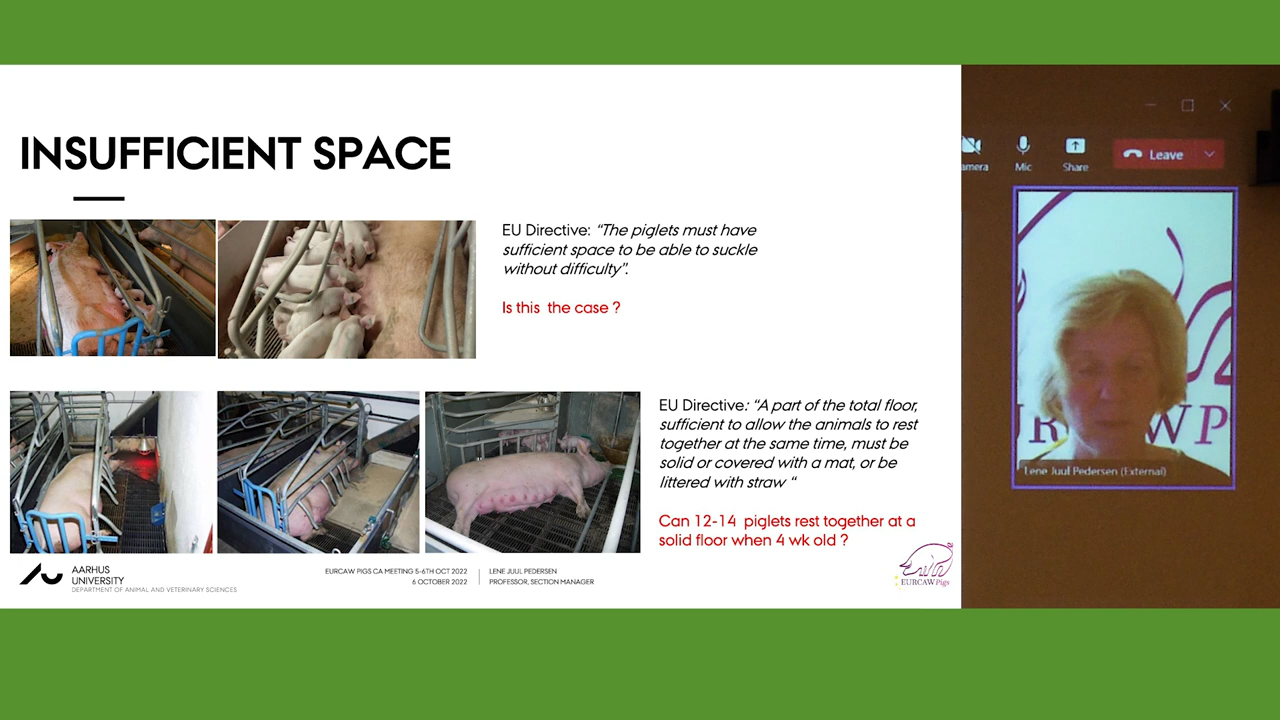 INSUFFICIENT SPACE
EU Directive: “The piglets must have
sufficient space to be able to suckle
without difficulty”.
Is this the case ?
EU Directive: “A part of the total floor,
sufficient to allow the animals to rest
together at the same time, must be
solid or covered with a mat, or be
littered with straw “
Can 12-14 piglets rest together at a
solid floor when 4 wk old ?
AARHUS
UNIVERSITY
DEPARTMENT OF ANIMAL AND VETERINARY SCIENCES
EURCAW PIGS CA MEETING 5-6TH OCT 2022
6 OCTOBER 2022
LENE JUUL PEDERSEN
PROFESSOR, SECTION MANAGER
EURCAW Pigs
amera
Mic
Share
Leave
URCAWP
Lene Juul Pedersen (External)